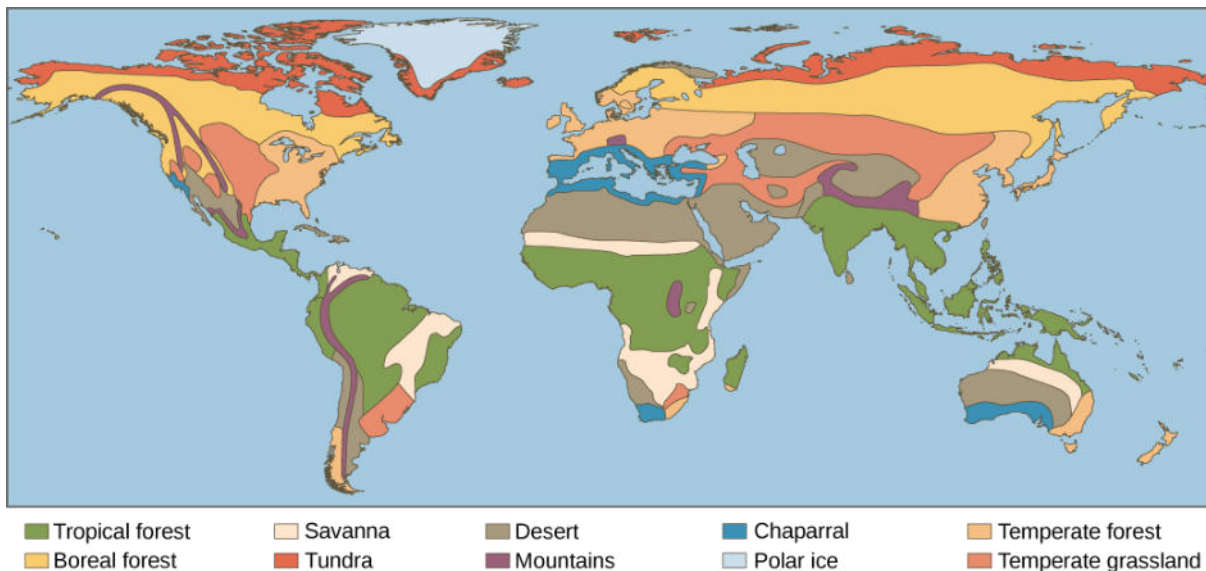 Tropical forest Savanna Desert Chaparral Temperate forest
Boreal forest Tundra Mountains Polar ice Temperate grassland